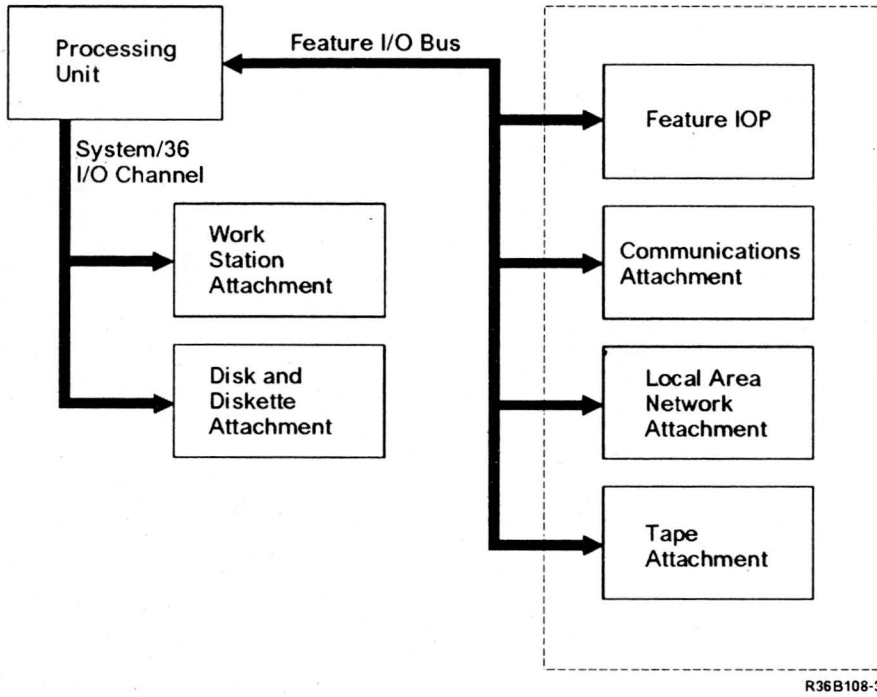 Processing
Unit
Feature I/O Bus
System/36
I/O Channel
Work
Station
Attachment
Disk and
Diskette
Attachment
Feature IOP
Communications
Attachment
Local Area
Network
Attachment
Tape
Attachment